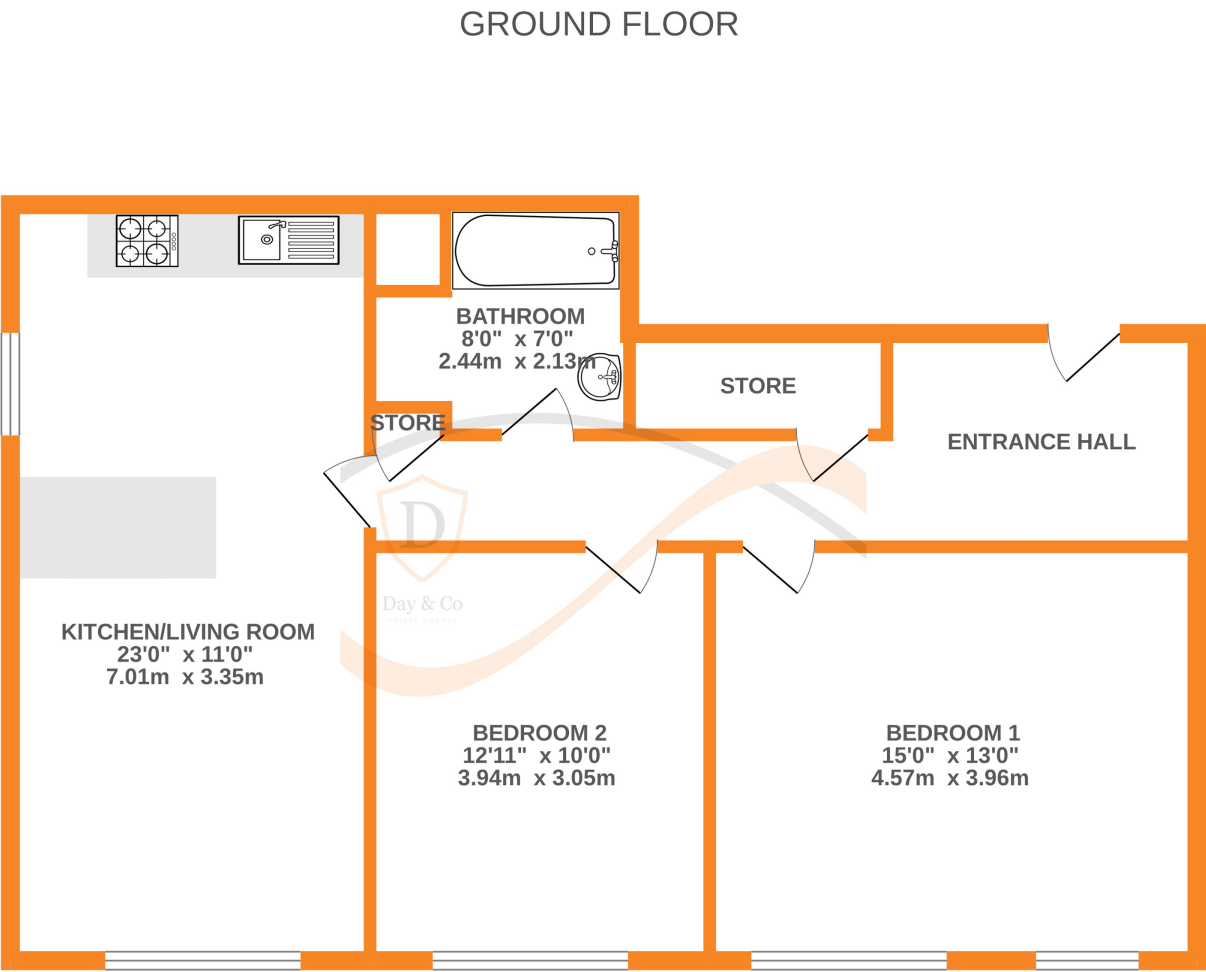 GROUND FLOOR
BATHROOM
8'0" x 7'0"
2.44m x 2.13m
STORE
STORE
ENTRANCE HALL
D
Day & Co
ESTATE AGENTS
KITCHEN/LIVING ROOM
23'0" x 11'0"
7.01m x 3.35m
BEDROOM 2
12'11" x 10'0"
3.94m x 3.05m
BEDROOM 1
15'0" x 13'0"
4.57m x 3.96m